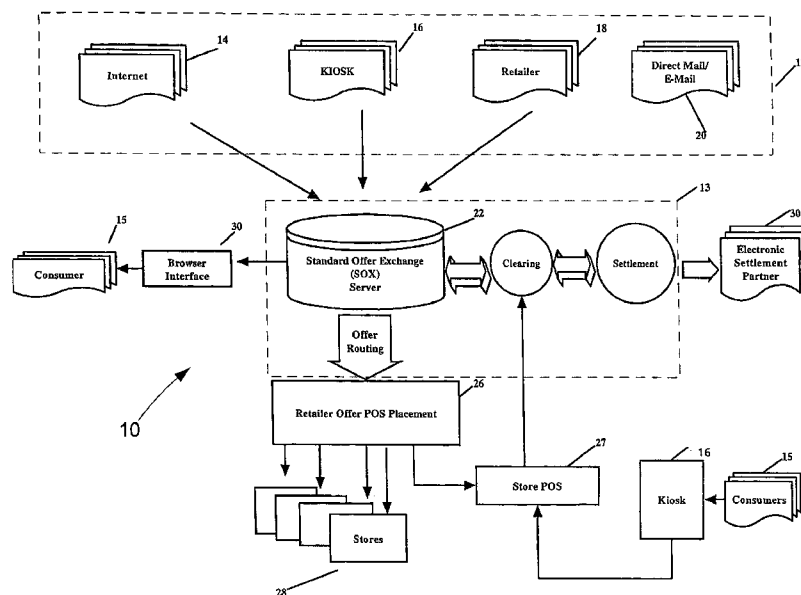 14
16
18
Internet
KIOSK
Retailer
Direct Mail/
E-Mail
20
13
15
30
22
30
Consumer
Browser
Interface
Standard Offer Exchange
(SOX)
Server
Clearing
Settlement
Electronic
Settlement
Partner
Offer
Routing
10
26
Retailer Offer POS Placement
27
16
15
Store POS
Kiosk
Consumers
Stores
28